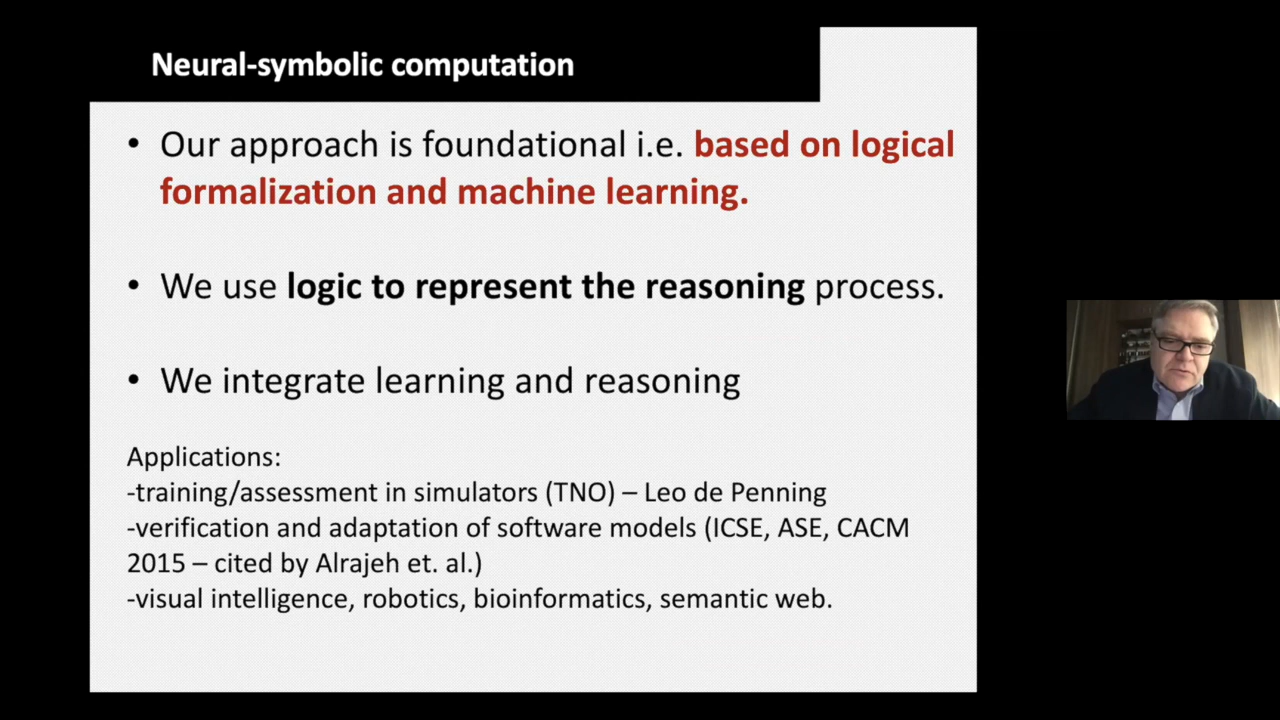 Neural-symbolic computation
• Our approach is foundational i.e. based on logical
formalization and machine learning.
• We use logic to represent the reasoning process.
• We integrate learning and reasoning
Applications:
-training/assessment in simulators (TNO) – Leo de Penning
-verification and adaptation of software models (ICSE, ASE, CACM
2015 – cited by Alrajeh et. al.)
-visual intelligence, robotics, bioinformatics, semantic web.